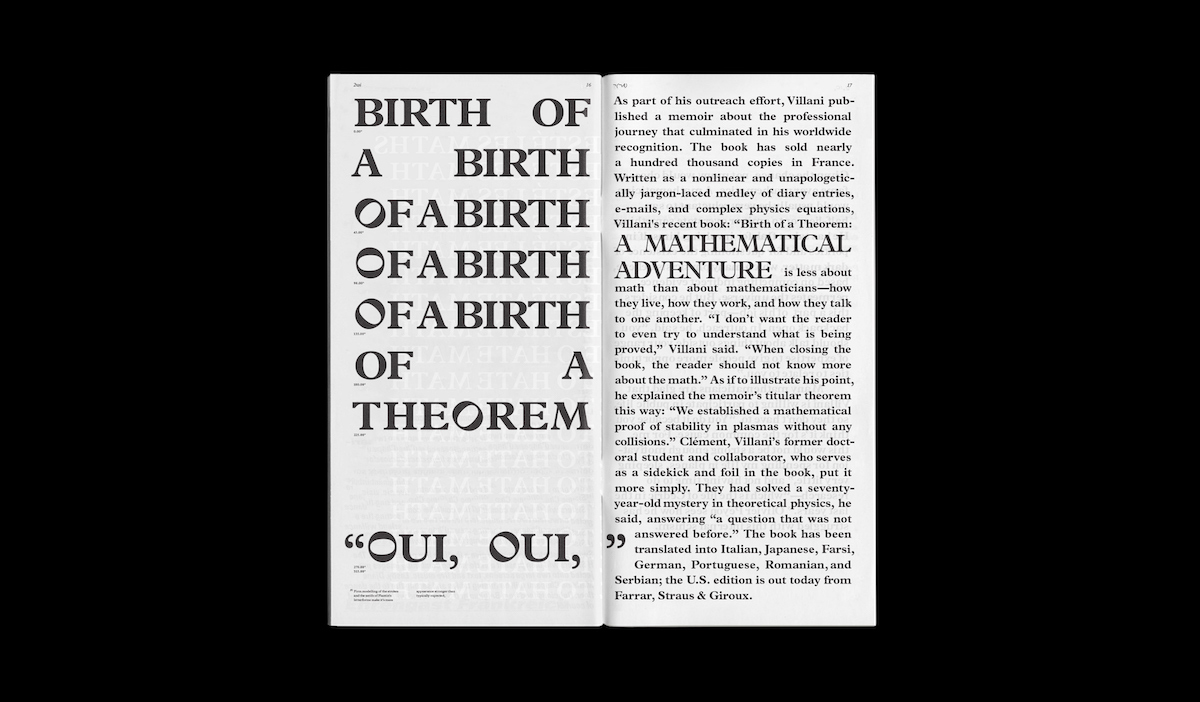 36
BIRTH OF
A BIRTH
OF A BIRTH
OF A BIRTH
OF A BIRTH
OF A
THEOREM
“OUI, OUI, ”
37
As part of his outreach effort, Villani pub-
lished a memoir about the professional
journey that culminated in his worldwide
recognition. The book has sold nearly
a hundred thousand copies in France.
Written as a nonlinear and unapologetic-
ally jargon-laced medley of diary entries,
e-mails, and complex physics equations,
Villani's recent book: “Birth of a Theorem:
A MATHEMATICAL
ADVENTURE is less about
math than about mathematicians—how
they live, how they work, and how they talk
to one another. “I don’t want the reader
to even try to understand what is being
proved,” Villani said. “When closing the
book, the reader should not know more
about the math.” As if to illustrate his point,
he explained the memoir’s titular theorem
this way: “We established a mathematical
proof of stability in plasmas without any
collisions.” Clément, Villani’s former doct-
oral student and collaborator, who serves
as a sidekick and foil in the book, put it
more simply. They had solved a seventy-
year-old mystery in theoretical physics, he
said, answering “a question that was not
answered before.” The book has been
translated into Italian, Japanese, Farsi,
German, Portuguese, Romanian, and
Serbian; the U.S. edition is out today from
Farrar, Straus & Giroux.